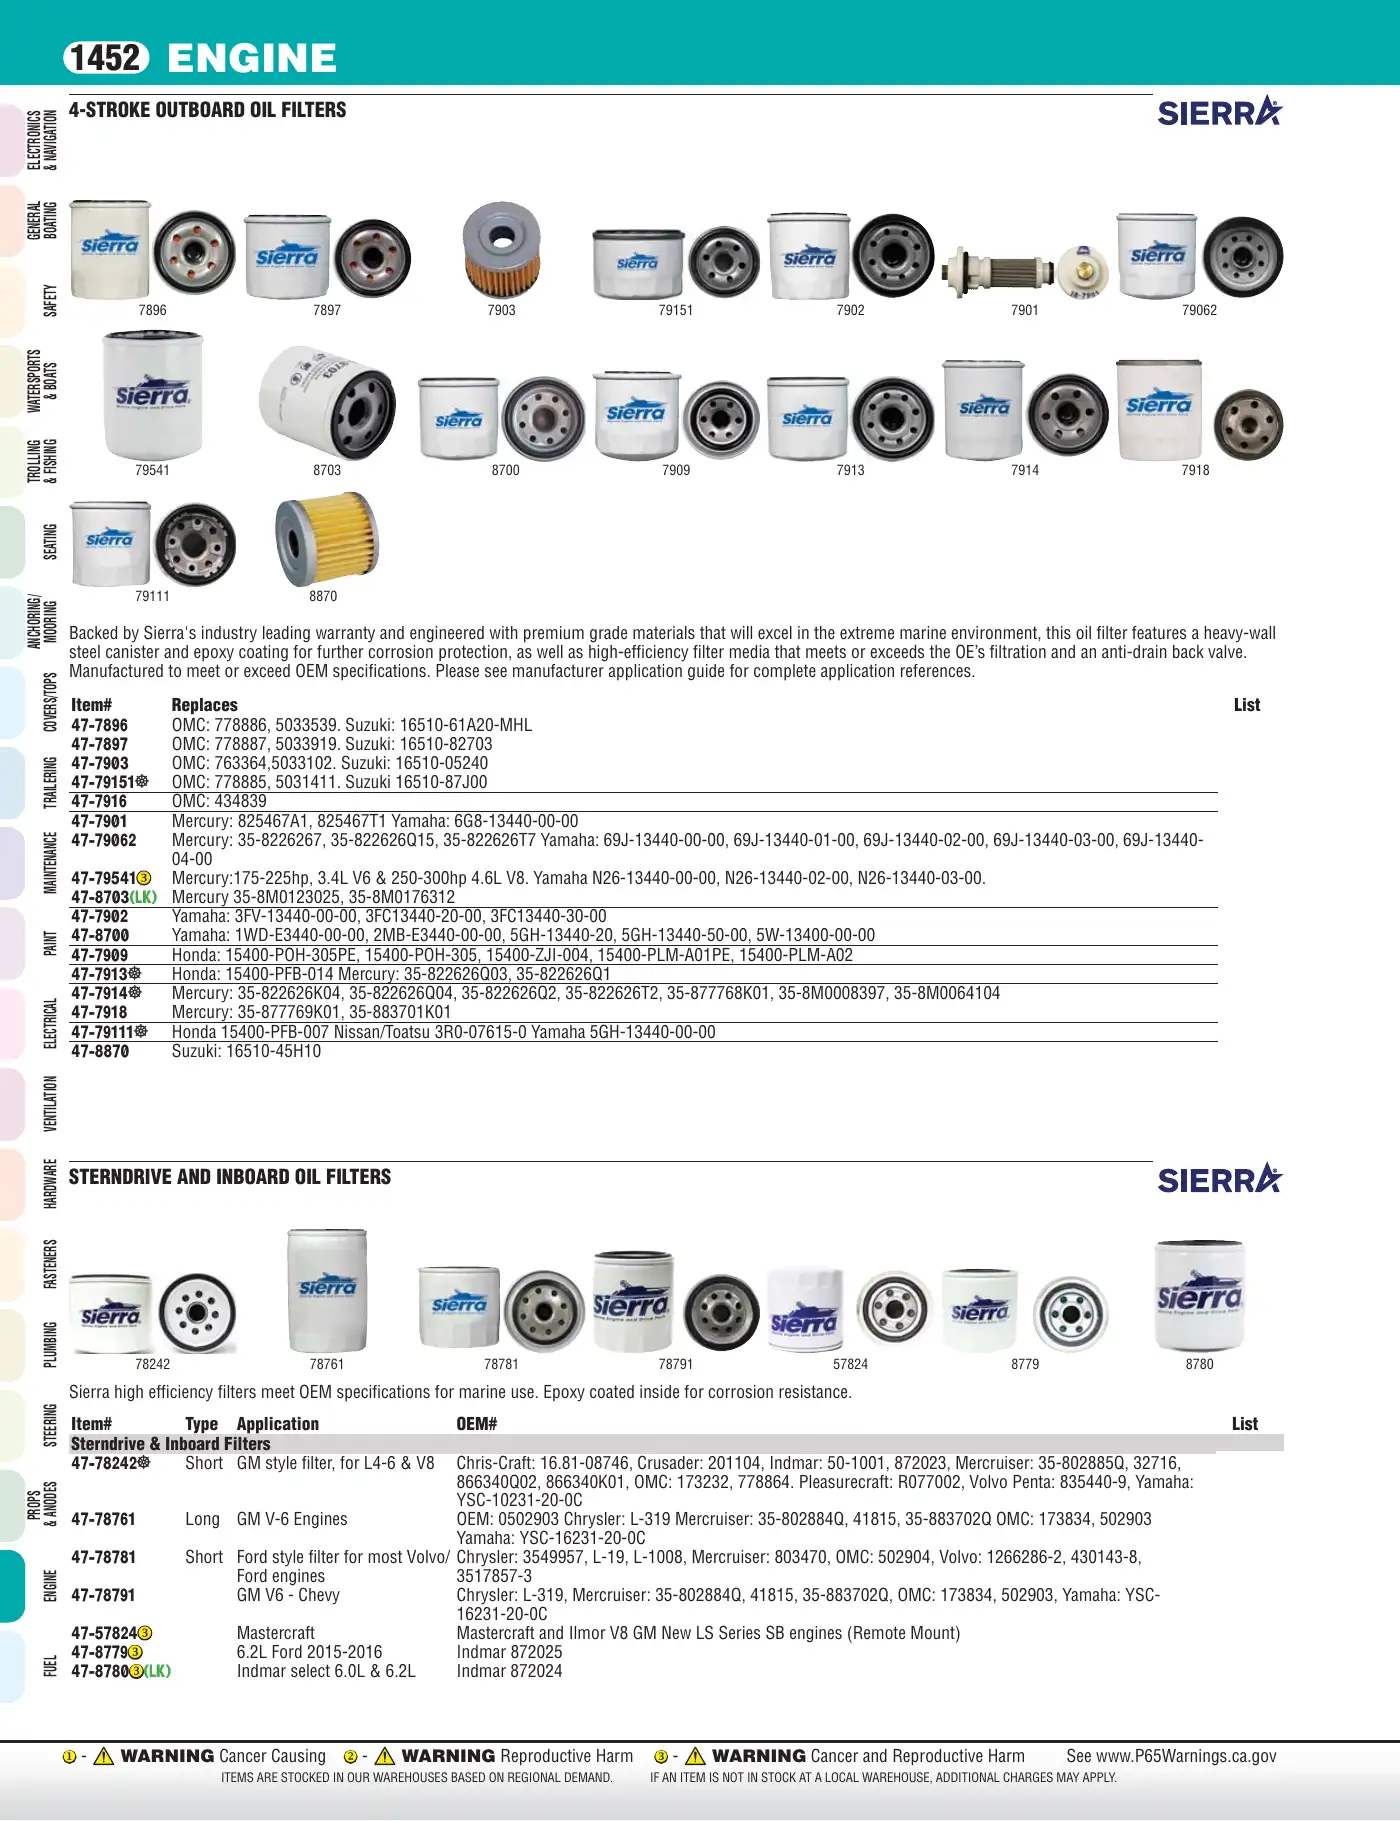 1452 ENGINE
4-STROKE OUTBOARD OIL FILTERS
SIERRA
ELECTRONICS
& NAVIGATION
GENERAL
BOATING
SAFETY
WATERSPORTS
& BOATS
TROLLING
& FISHING
SEATING
ANCHORING/
MOORING
COVERS/TOPS
TRAILERING
MAINTENANCE
PAINT
ELECTRICAL
VENTILATION
HARDWARE
FASTENERS
PLUMBING
STEERING
PROPS
& ANODES
ENGINE
FUEL
7896 7897 7903 79151 7902 7901 79062
79541 8703 8700 7909 7913 7914 7918
79111 8870
Backed by Sierra's industry leading warranty and engineered with premium grade materials that will excel in the extreme marine environment, this oil filter features a heavy-wall
steel canister and epoxy coating for further corrosion protection, as well as high-efficiency filter media that meets or exceeds the OE’s filtration and an anti-drain back valve.
Manufactured to meet or exceed OEM specifications. Please see manufacturer application guide for complete application references.
Item# Replaces List
47-7896 OMC: 778886, 5033539. Suzuki: 16510-61A20-MHL
47-7897 OMC: 778887, 5033919. Suzuki: 16510-82703
47-7903 OMC: 763364,5033102. Suzuki: 16510-05240
47-79151☸ OMC: 778885, 5031411. Suzuki 16510-87J00
47-7916 OMC: 434839
47-7901 Mercury: 825467A1, 825467T1 Yamaha: 6G8-13440-00-00
47-79062 Mercury: 35-8226267, 35-822626Q15, 35-822626T7 Yamaha: 69J-13440-00-00, 69J-13440-01-00, 69J-13440-02-00, 69J-13440-03-00, 69J-13440-
04-00
47-79541③ Mercury:175-225hp, 3.4L V6 & 250-300hp 4.6L V8. Yamaha N26-13440-00-00, N26-13440-02-00, N26-13440-03-00.
47-8703(LK) Mercury 35-8M0123025, 35-8M0176312
47-7902 Yamaha: 3FV-13440-00-00, 3FC13440-20-00, 3FC13440-30-00
47-8700 Yamaha: 1WD-E3440-00-00, 2MB-E3440-00-00, 5GH-13440-20, 5GH-13440-50-00, 5W-13400-00-00
47-7909 Honda: 15400-POH-305PE, 15400-POH-305, 15400-ZJI-004, 15400-PLM-A01PE, 15400-PLM-A02
47-7913☸ Honda: 15400-PFB-014 Mercury: 35-822626Q03, 35-822626Q1
47-7914☸ Mercury: 35-822626K04, 35-822626Q04, 35-822626Q2, 35-822626T2, 35-877768K01, 35-8M0008397, 35-8M0064104
47-7918 Mercury: 35-877769K01, 35-883701K01
47-79111☸ Honda 15400-PFB-007 Nissan/Toatsu 3R0-07615-0 Yamaha 5GH-13440-00-00
47-8870 Suzuki: 16510-45H10
STERNDRIVE AND INBOARD OIL FILTERS
SIERRA
78242 78761 78781 78791 57824 8779 8780
Sierra high efficiency filters meet OEM specifications for marine use. Epoxy coated inside for corrosion resistance.
Item# Type Application OEM# List
Sterndrive & Inboard Filters
47-78242☸ Short GM style filter, for L4-6 & V8 Chris-Craft: 16.81-08746, Crusader: 201104, Indmar: 50-1001, 872023, Mercruiser: 35-802885Q, 32716,
866340Q02, 866340K01, OMC: 173232, 778864. Pleasurecraft: R077002, Volvo Penta: 835440-9, Yamaha:
YSC-10231-20-0C
47-78761 Long GM V-6 Engines OEM: 0502903 Chrysler: L-319 Mercruiser: 35-802884Q, 41815, 35-883702Q OMC: 173834, 502903
Yamaha: YSC-16231-20-0C
47-78781 Short Ford style filter for most Volvo/ Chrysler: 3549957, L-19, L-1008, Mercruiser: 803470, OMC: 502904, Volvo: 1266286-2, 430143-8,
Ford engines 3517857-3
47-78791 GM V6 - Chevy Chrysler: L-319, Mercruiser: 35-802884Q, 41815, 35-883702Q, OMC: 173834, 502903, Yamaha: YSC-
16231-20-0C
47-57824③ Mastercraft Mastercraft and Ilmor V8 GM New LS Series SB engines (Remote Mount)
47-8779③ 6.2L Ford 2015-2016 Indmar 872025
47-8780③(LK) Indmar select 6.0L & 6.2L Indmar 872024
① - ⚠ WARNING Cancer Causing ② - ⚠ WARNING Reproductive Harm ③ - ⚠ WARNING Cancer and Reproductive Harm See www.P65Warnings.ca.gov
ITEMS ARE STOCKED IN OUR WAREHOUSES BASED ON REGIONAL DEMAND. IF AN ITEM IS NOT IN STOCK AT A LOCAL WAREHOUSE, ADDITIONAL CHARGES MAY APPLY.